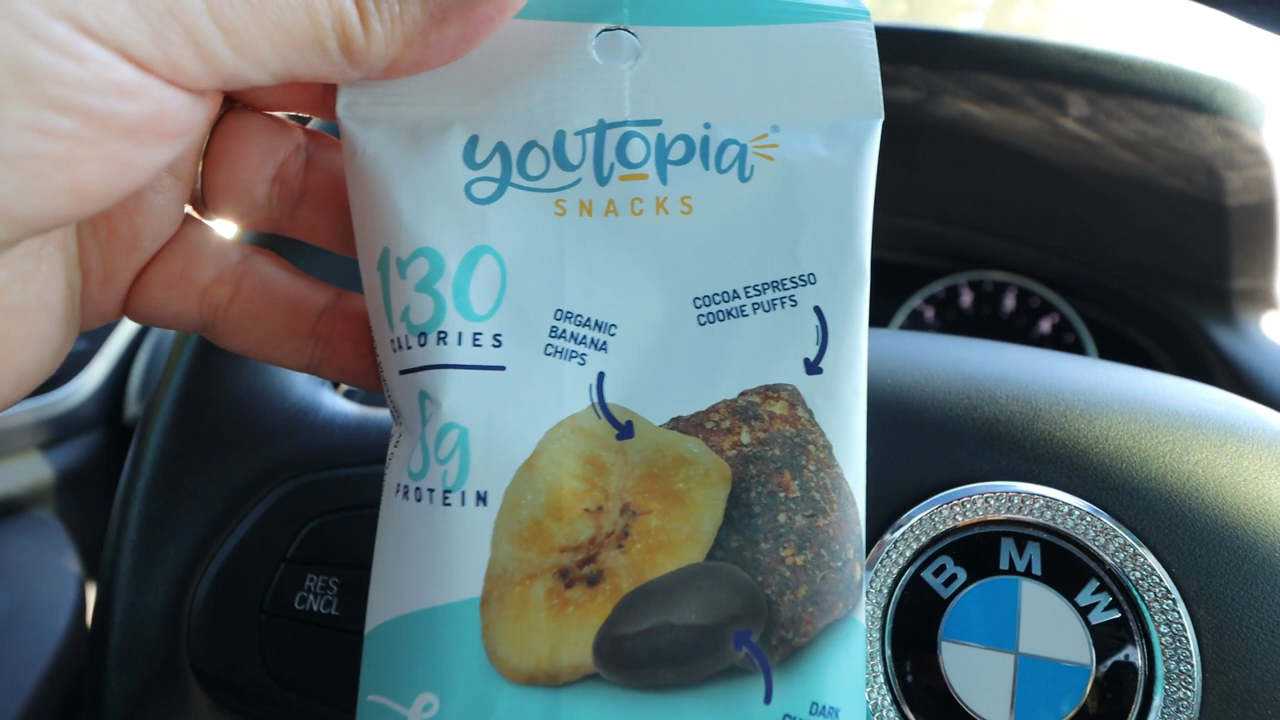 youtopia
SNACKS
130
CALORIES
8g
PROTEIN
ORGANIC
BANANA
CHIPS
COCOA ESPRESSO
COOKIE PUFFS
DARK
RES
CNCL
BMW